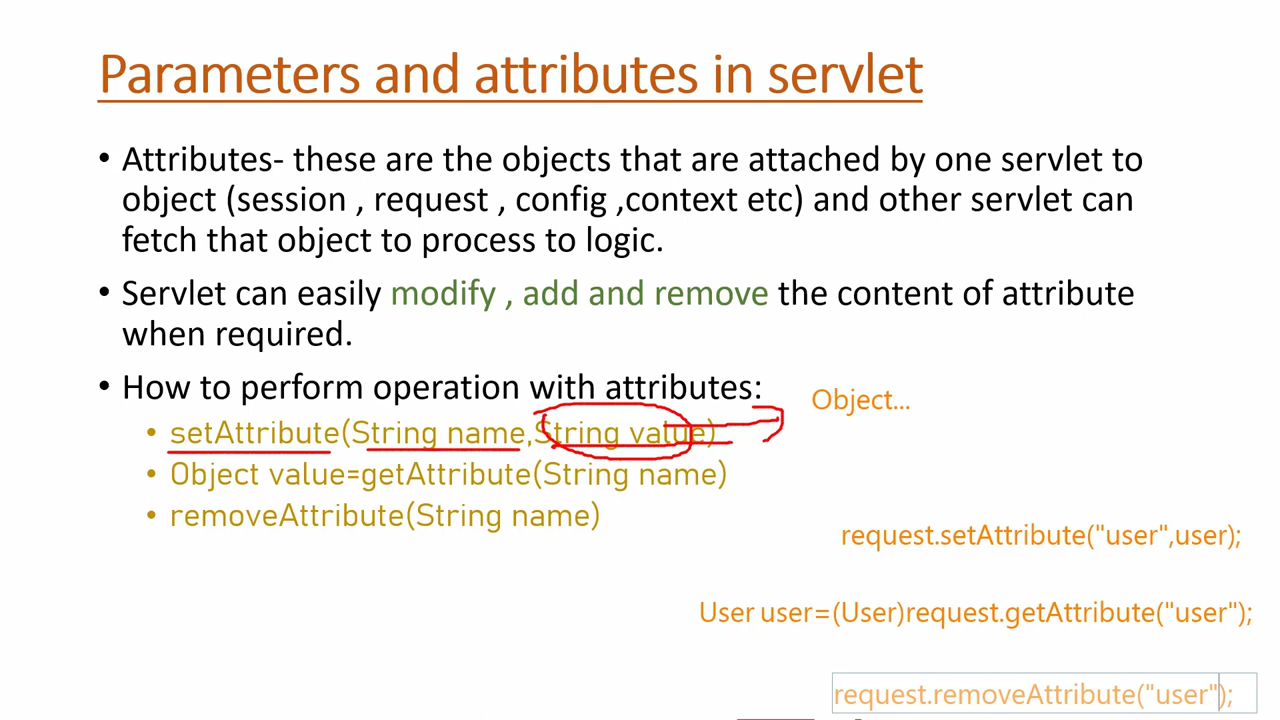 Parameters and attributes in servlet
• Attributes- these are the objects that are attached by one servlet to
object (session , request , config ,context etc) and other servlet can
fetch that object to process to logic.
• Servlet can easily modify , add and remove the content of attribute
when required.
• How to perform operation with attributes:
Object...
• setAttribute(String name,String value)
• Object value=getAttribute(String name)
• removeAttribute(String name)
request.setAttribute("user",user);
User user=(User)request.getAttribute("user");
request.removeAttribute("user");